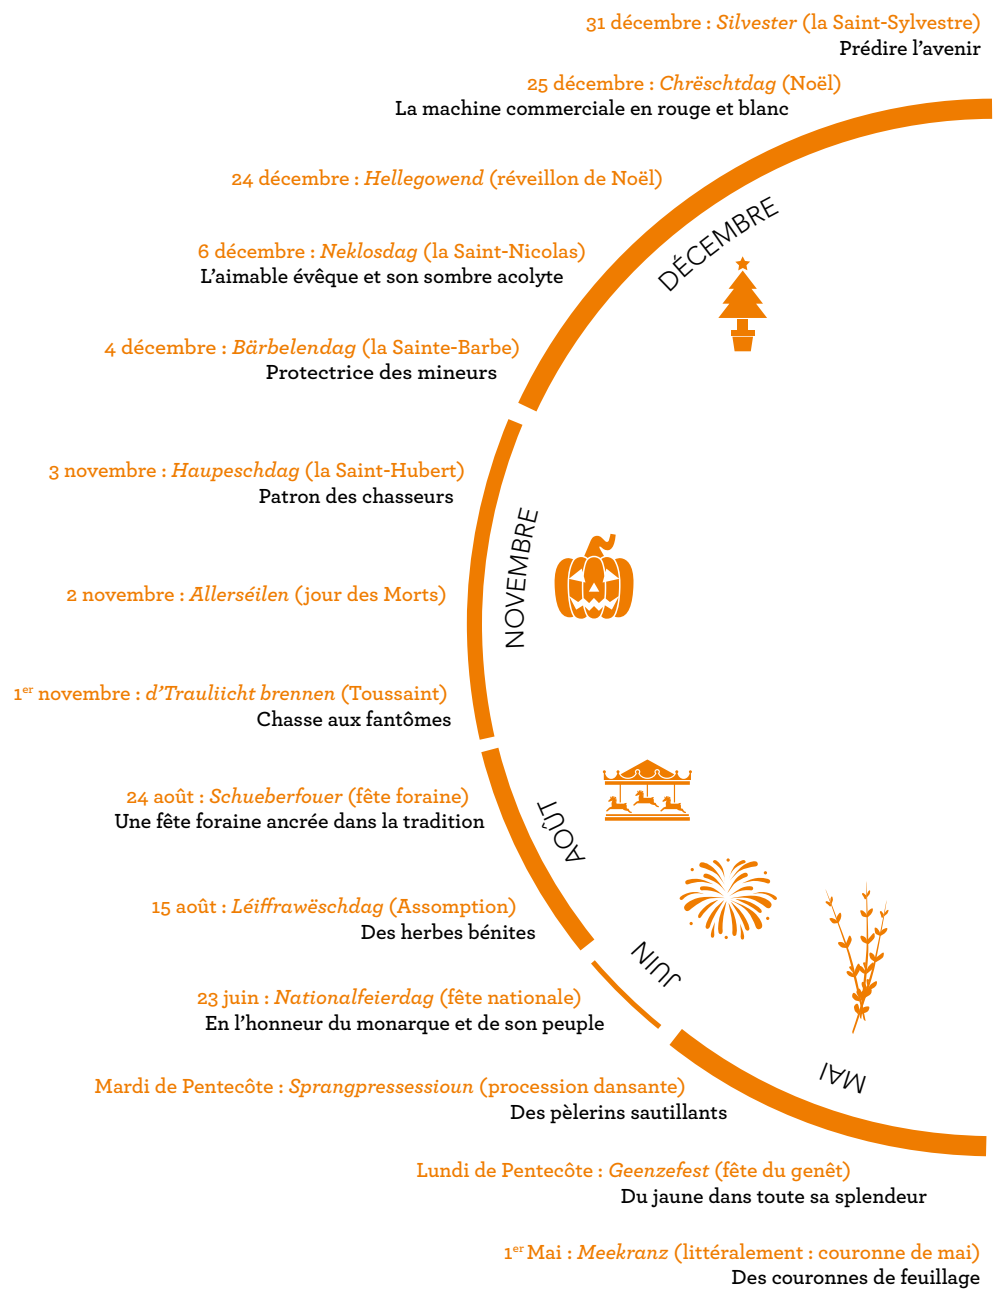 31 décembre : Silvester (la Saint-Sylvestre)
Prédire l’avenir
25 décembre : Chrëschtdag (Noël)
La machine commerciale en rouge et blanc
24 décembre : Hellegowend (réveillon de Noël)
DÉCEMBRE
6 décembre : Neklosdag (la Saint-Nicolas)
L’aimable évêque et son sombre acolyte
4 décembre : Bärbelendag (la Sainte-Barbe)
Protectrice des mineurs
3 novembre : Haupeschdag (la Saint-Hubert)
Patron des chasseurs
NOVEMBRE
2 novembre : Allerséilen (jour des Morts)
1er novembre : d’Trauliicht brennen (Toussaint)
Chasse aux fantômes
24 août : Schueberfouer (fête foraine)
Une fête foraine ancrée dans la tradition
AOÛT
15 août : Léiffrawëschdag (Assomption)
Des herbes bénites
JUIN
23 juin : Nationalfeierdag (fête nationale)
En l’honneur du monarque et de son peuple
MAI
Mardi de Pentecôte : Sprangpressessioun (procession dansante)
Des pèlerins sautillants
Lundi de Pentecôte : Geenzefest (fête du genêt)
Du jaune dans toute sa splendeur
1er Mai : Meekranz (littéralement : couronne de mai)
Des couronnes de feuillage